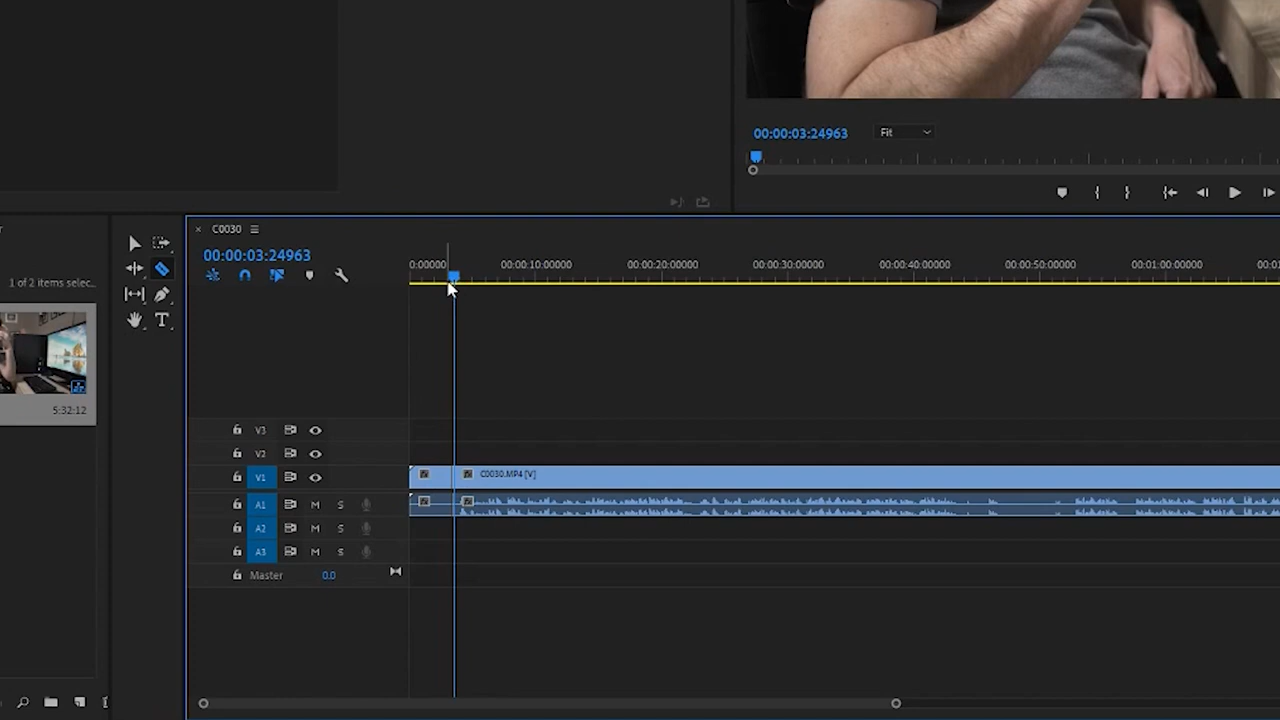 00:00:03:24963
Fit
C0030
00:00:03:24963
0:00000
00:00:10:00000
00:00:20:00000
00:00:30:00000
00:00:40:00000
00:00:50:00000
00:01:00:00000
00:01
1 of 2 items selec...
5:32:12
V3
V2
V1
C0030.MP4 [V]
A1 M S
A2 M S
A3 M S
Master 0.0